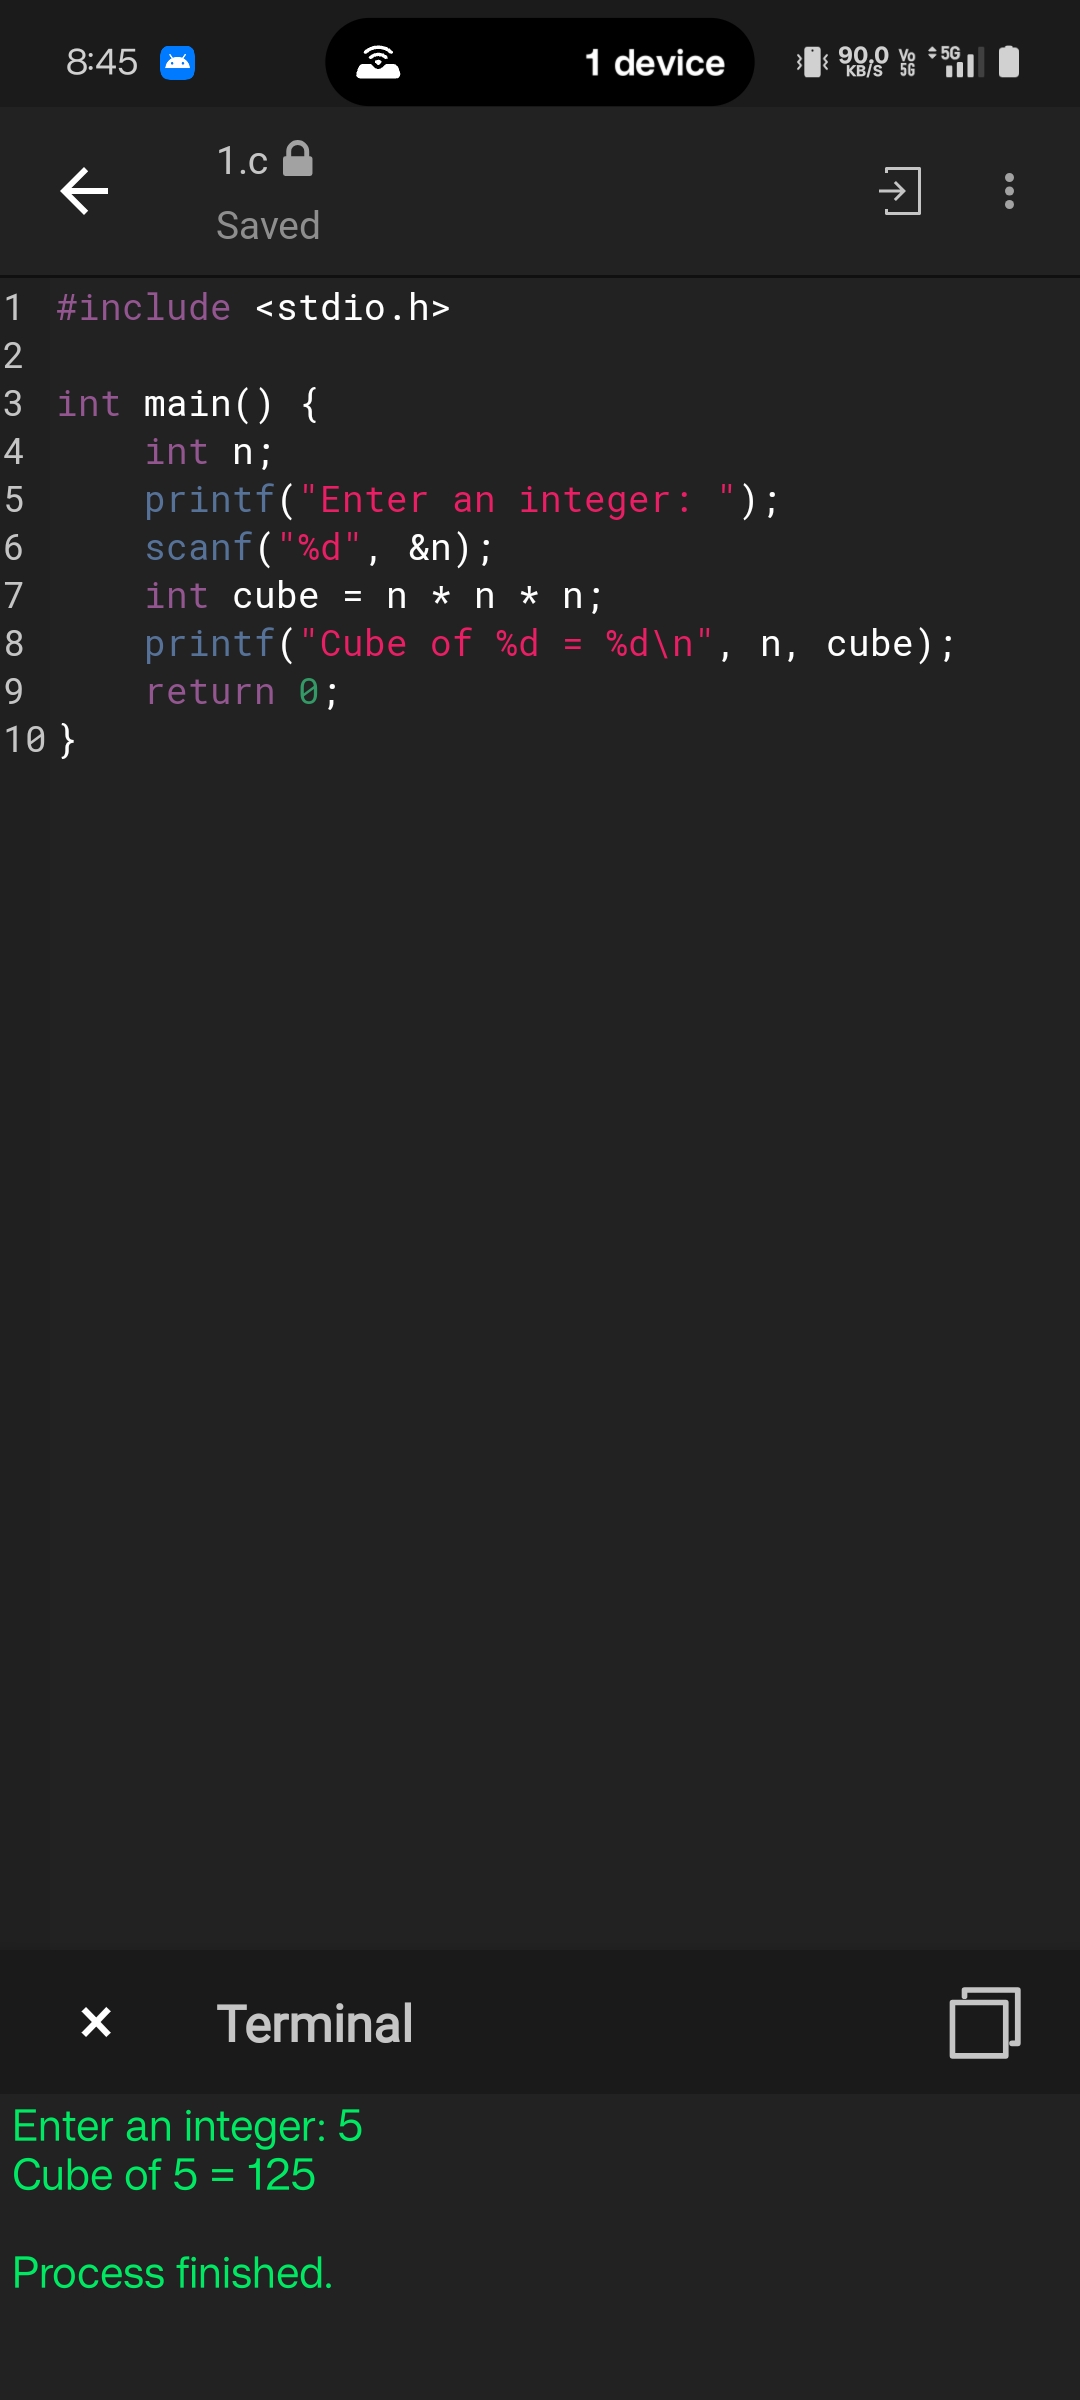 8:45
1 device
90.0 KB/S
Vo 5G
5G
1.c
Saved
1 #include <stdio.h>
2
3 int main() {
4     int n;
5     printf("Enter an integer: ");
6     scanf("%d", &n);
7     int cube = n * n * n;
8     printf("Cube of %d = %d\n", n, cube);
9     return 0;
10 }
Terminal
Enter an integer: 5
Cube of 5 = 125
Process finished.